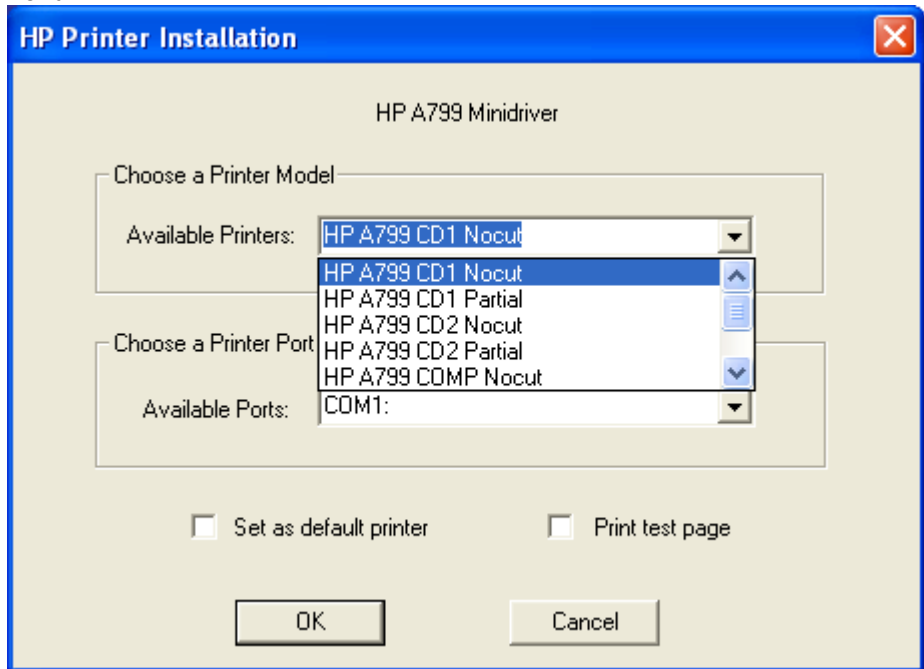 HP Printer Installation
HP A799 Minidriver
Choose a Printer Model
Available Printers: HP A799 CD1 Nocut
HP A799 CD1 Nocut
HP A799 CD1 Partial
HP A799 CD2 Nocut
HP A799 CD2 Partial
HP A799 COMP Nocut
Choose a Printer Port
Available Ports: COM1:
Set as default printer Print test page
OK Cancel